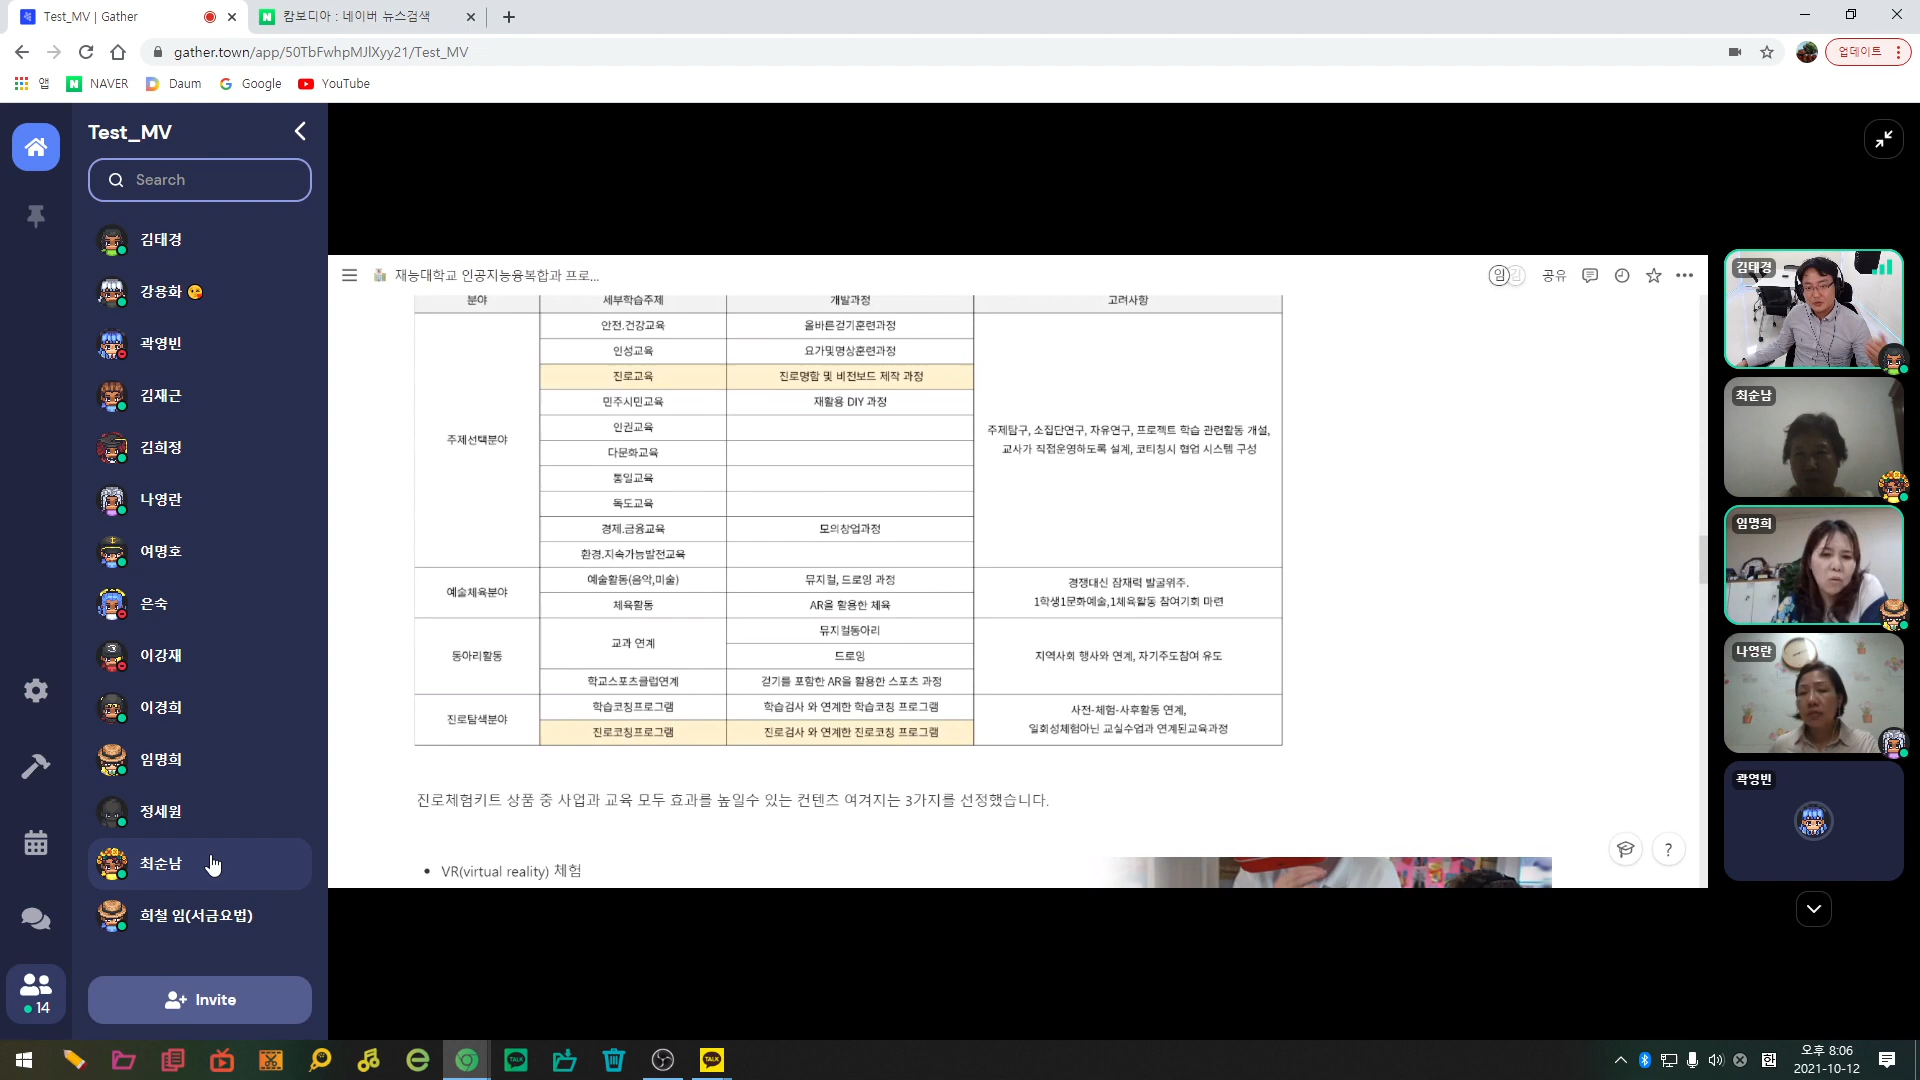 Test_MV | Gather
캄보디아 : 네이버 뉴스검색
gather.town/app/50TbFwhpMJlXyy21/Test_MV
업데이트
앱
NAVER
Daum
Google
YouTube
Test_MV
Search
김태경
강용화
곽영빈
김재근
김희정
나영란
여명호
은숙
이강재
이경희
임명희
정세원
최순남
희철 임(서금요법)
Invite
14
재능대학교 인공지능융복합과 프로...
임
김
공유
분야 세부학습주제 개발과정 고려사항
주제선택분야
안전.건강교육 올바른걷기훈련과정
인성교육 요가및명상훈련과정
진로교육 진로명함 및 비전보드 제작 과정
민주시민교육 재활용 DIY 과정
인권교육
다문화교육
통일교육
독도교육
경제.금융교육 모의창업과정
환경.지속가능발전교육
주제탐구, 소집단연구, 자유연구, 프로젝트 학습 관련활동 개설,
교사가 직접운영하도록 설계, 코티칭시 협업 시스템 구성
예술체육분야
예술활동(음악,미술) 뮤지컬, 드로잉 과정
체육활동 AR을 활용한 체육
경쟁대신 잠재력 발굴위주.
1학생1문화예술,1체육활동 참여기회 마련
동아리활동
교과 연계 뮤지컬동아리
드로잉
학교스포츠클럽연계 걷기를 포함한 AR을 활용한 스포츠 과정
지역사회 행사와 연계, 자기주도참여 유도
진로탐색분야
학습코칭프로그램 학습검사 와 연계한 학습코칭 프로그램
진로코칭프로그램 진로검사 와 연계한 진로코칭 프로그램
사전-체험-사후활동 연계,
일회성체험아닌 교실수업과 연계된교육과정
진로체험키트 상품 중 사업과 교육 모두 효과를 높일수 있는 컨텐츠 여겨지는 3가지를 선정했습니다.
• VR(virtual reality) 체험
?
김태경
최순남
임명희
나영란
곽영빈
TALK
TALK
한
오후 8:06
2021-10-12